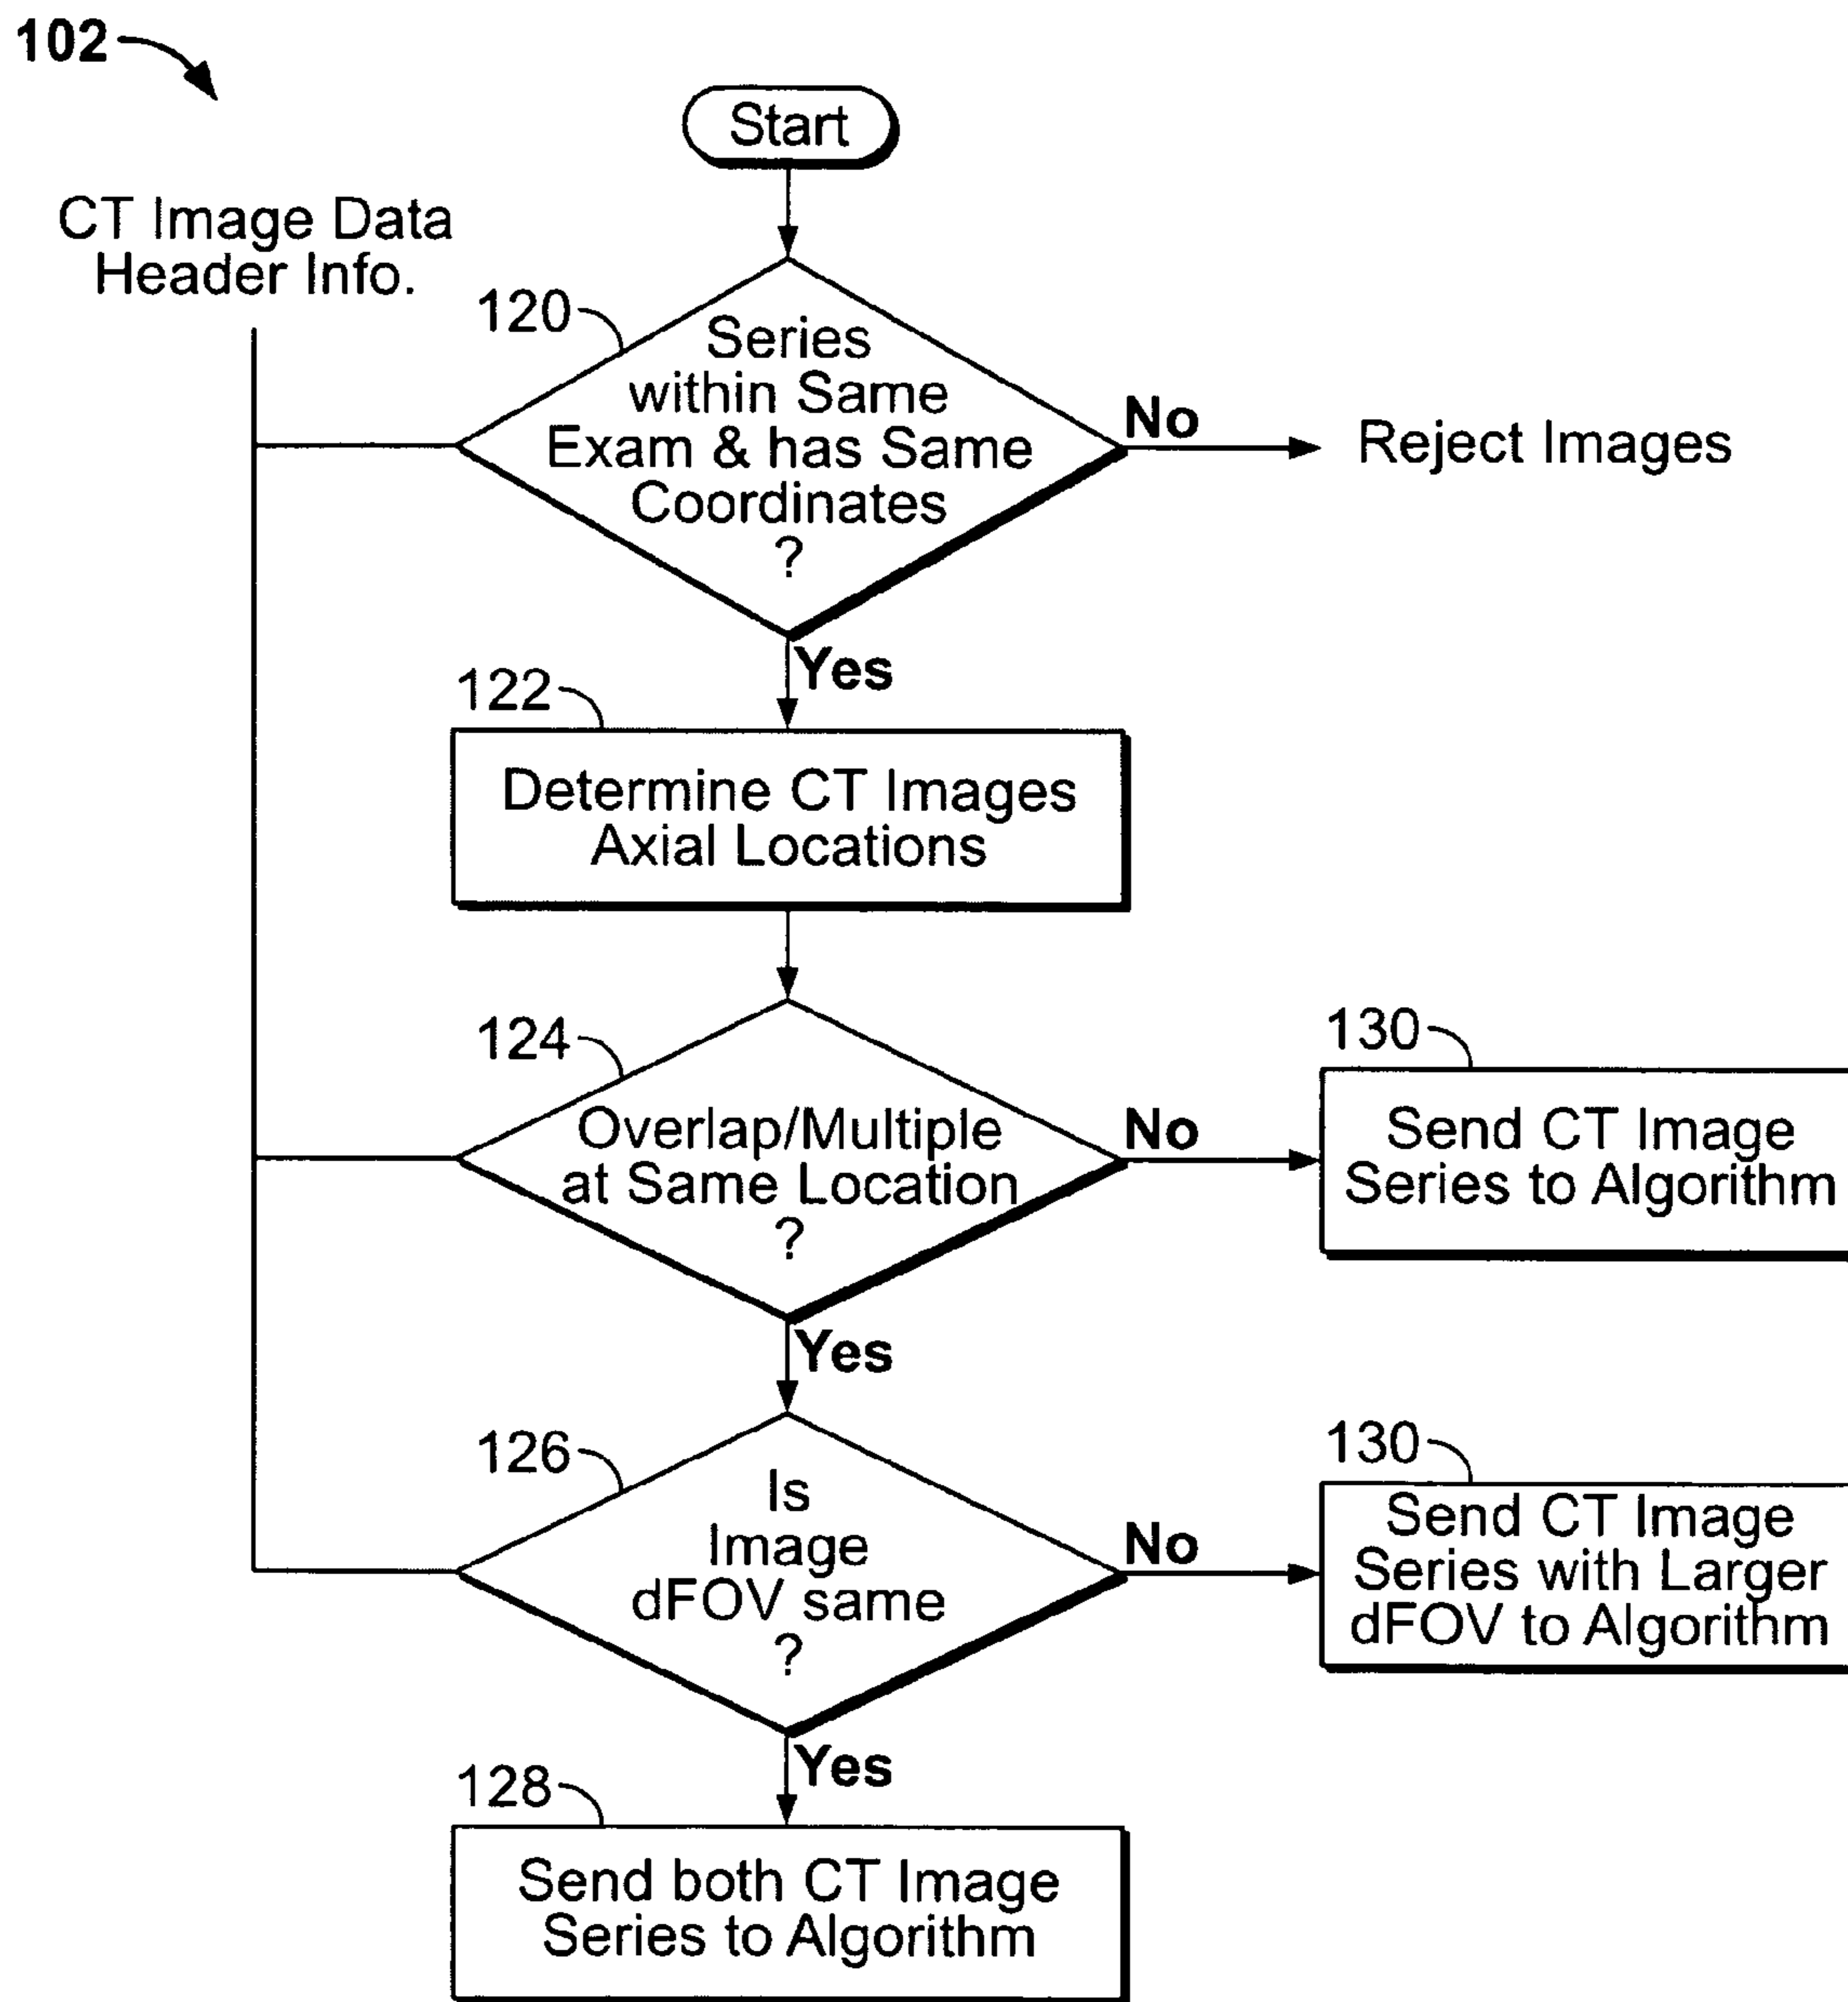 102
Start
CT Image Data
Header Info.
120
Series
within Same
Exam & has Same
Coordinates
?
No
Reject Images
Yes
122
Determine CT Images
Axial Locations
124
Overlap/Multiple
at Same Location
?
No
130
Send CT Image
Series to Algorithm
Yes
126
Is
Image
dFOV same
?
No
130
Send CT Image
Series with Larger
dFOV to Algorithm
Yes
128
Send both CT Image
Series to Algorithm